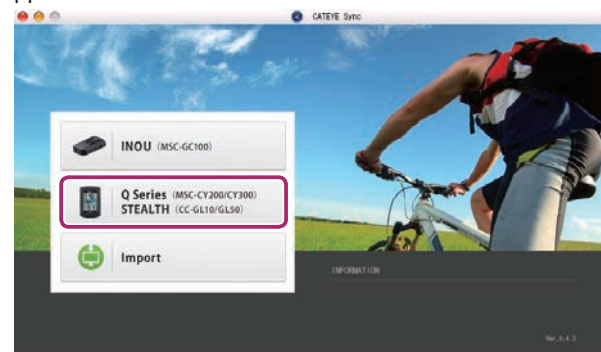 CATEYE Sync
INOU (MSC-GC100)
Q Series (MSC-CY200/CY300)
STEALTH (CC-GL10/GL50)
Import
INFORMATION